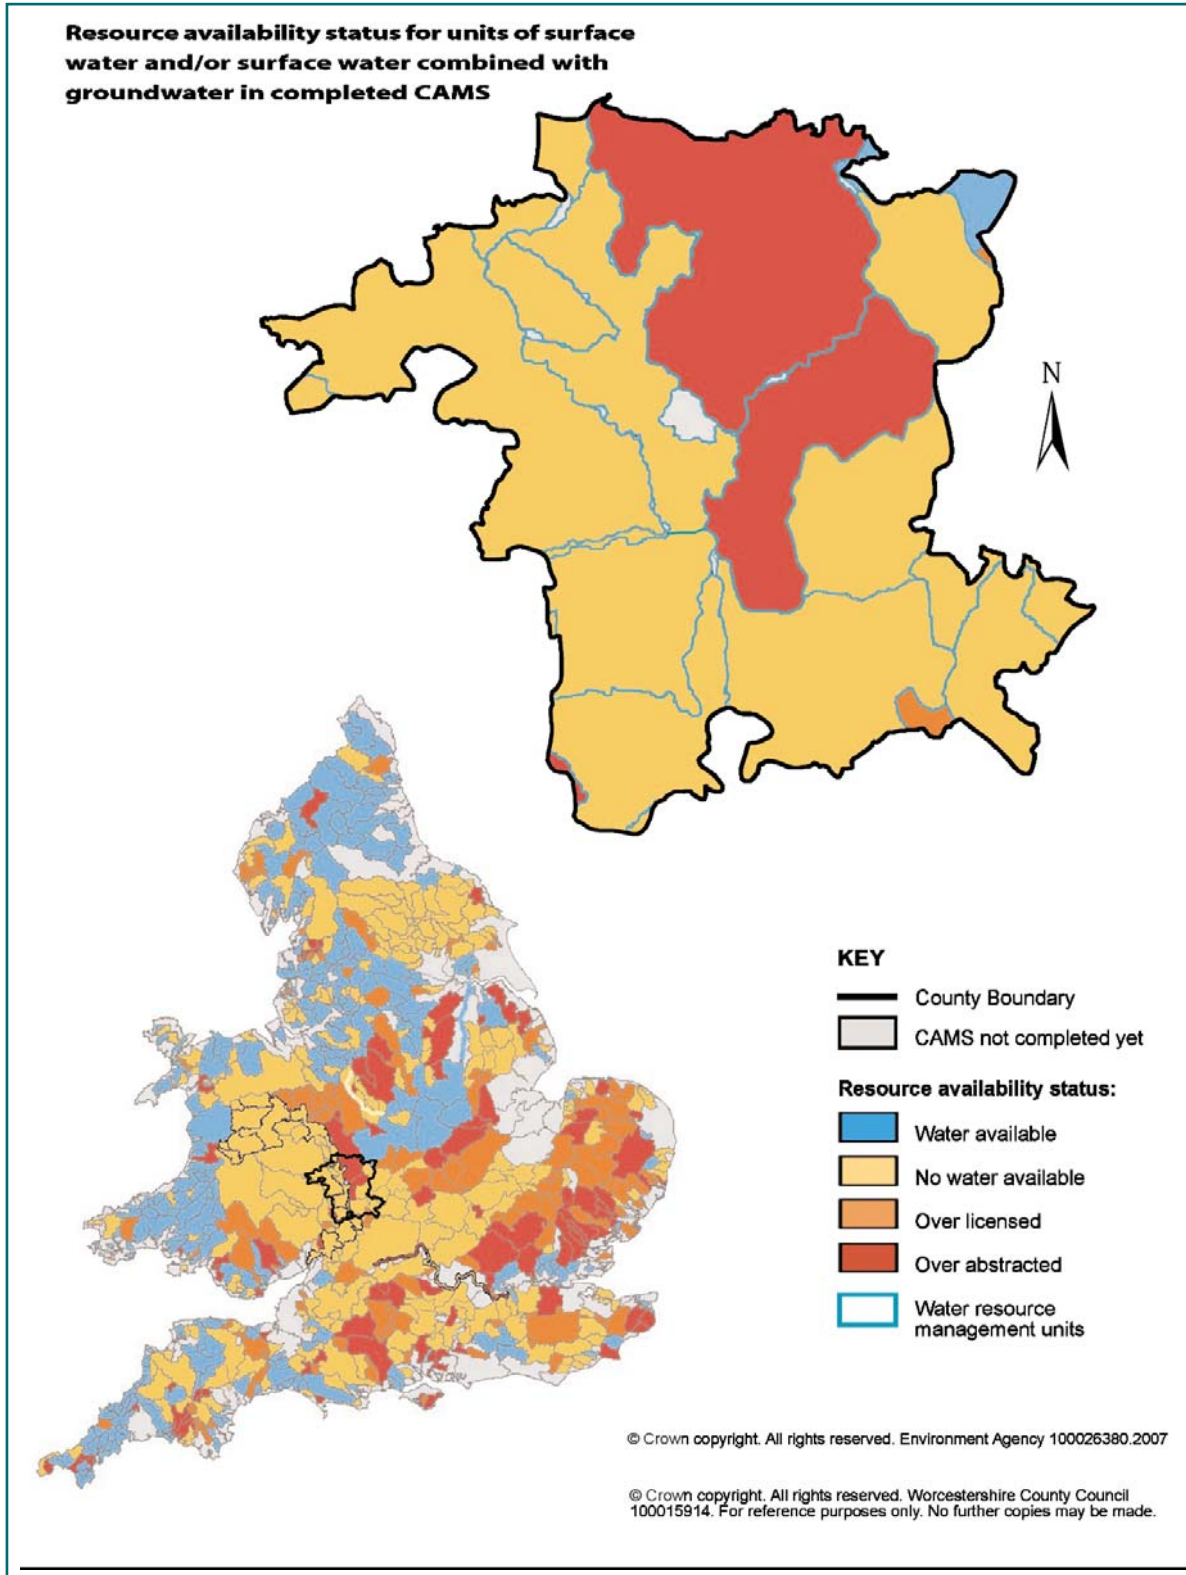 Resource availability status for units of surface
water and/or surface water combined with
groundwater in completed CAMS
N
KEY
County Boundary
CAMS not completed yet
Resource availability status:
Water available
No water available
Over licensed
Over abstracted
Water resource
management units
© Crown copyright. All rights reserved. Environment Agency 100026380.2007
© Crown copyright. All rights reserved. Worcestershire County Council
100015914. For reference purposes only. No further copies may be made.